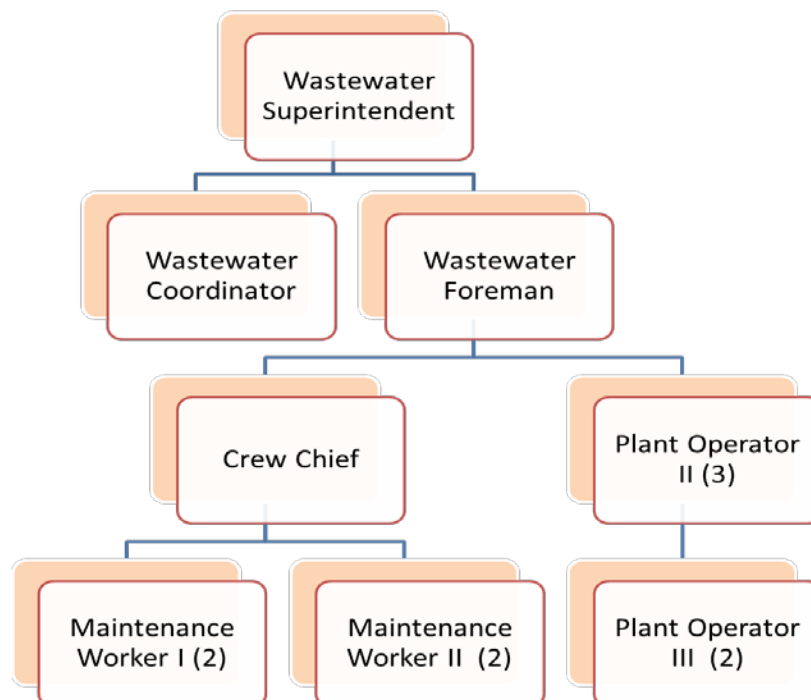 Wastewater
Superintendent
Wastewater
Coordinator
Wastewater
Foreman
Crew Chief
Plant Operator
II (3)
Maintenance
Worker I (2)
Maintenance
Worker II  (2)
Plant Operator
III  (2)